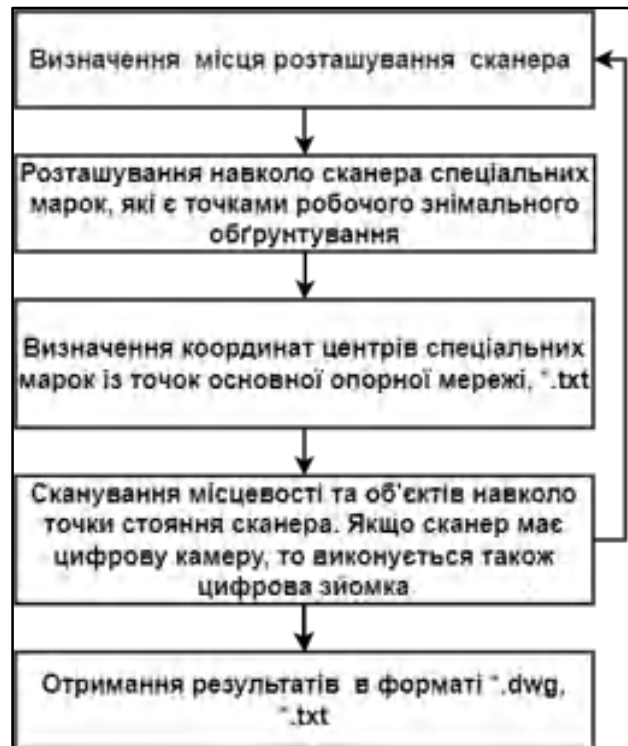 Визначення місця розташування сканера
Розташування навколо сканера спеціальних
марок, які є точками робочого знімального
обґрунтування
Визначення координат центрів спеціальних
марок із точок основної опорної мережі, *.txt
Сканування місцевості та об'єктів навколо
точки стояння сканера. Якщо сканер має
цифрову камеру, то виконується також
цифрова зйомка
Отримання результатів в форматі *.dwg,
*.txt